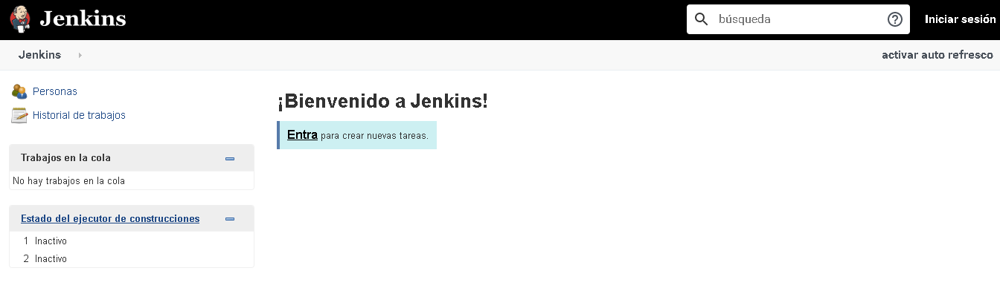 Jenkins
búsqueda
Iniciar sesión
Jenkins
activar auto refresco
Personas
Historial de trabajos
¡Bienvenido a Jenkins!
Entra para crear nuevas tareas.
Trabajos en la cola
No hay trabajos en la cola
Estado del ejecutor de construcciones
1 Inactivo
2 Inactivo